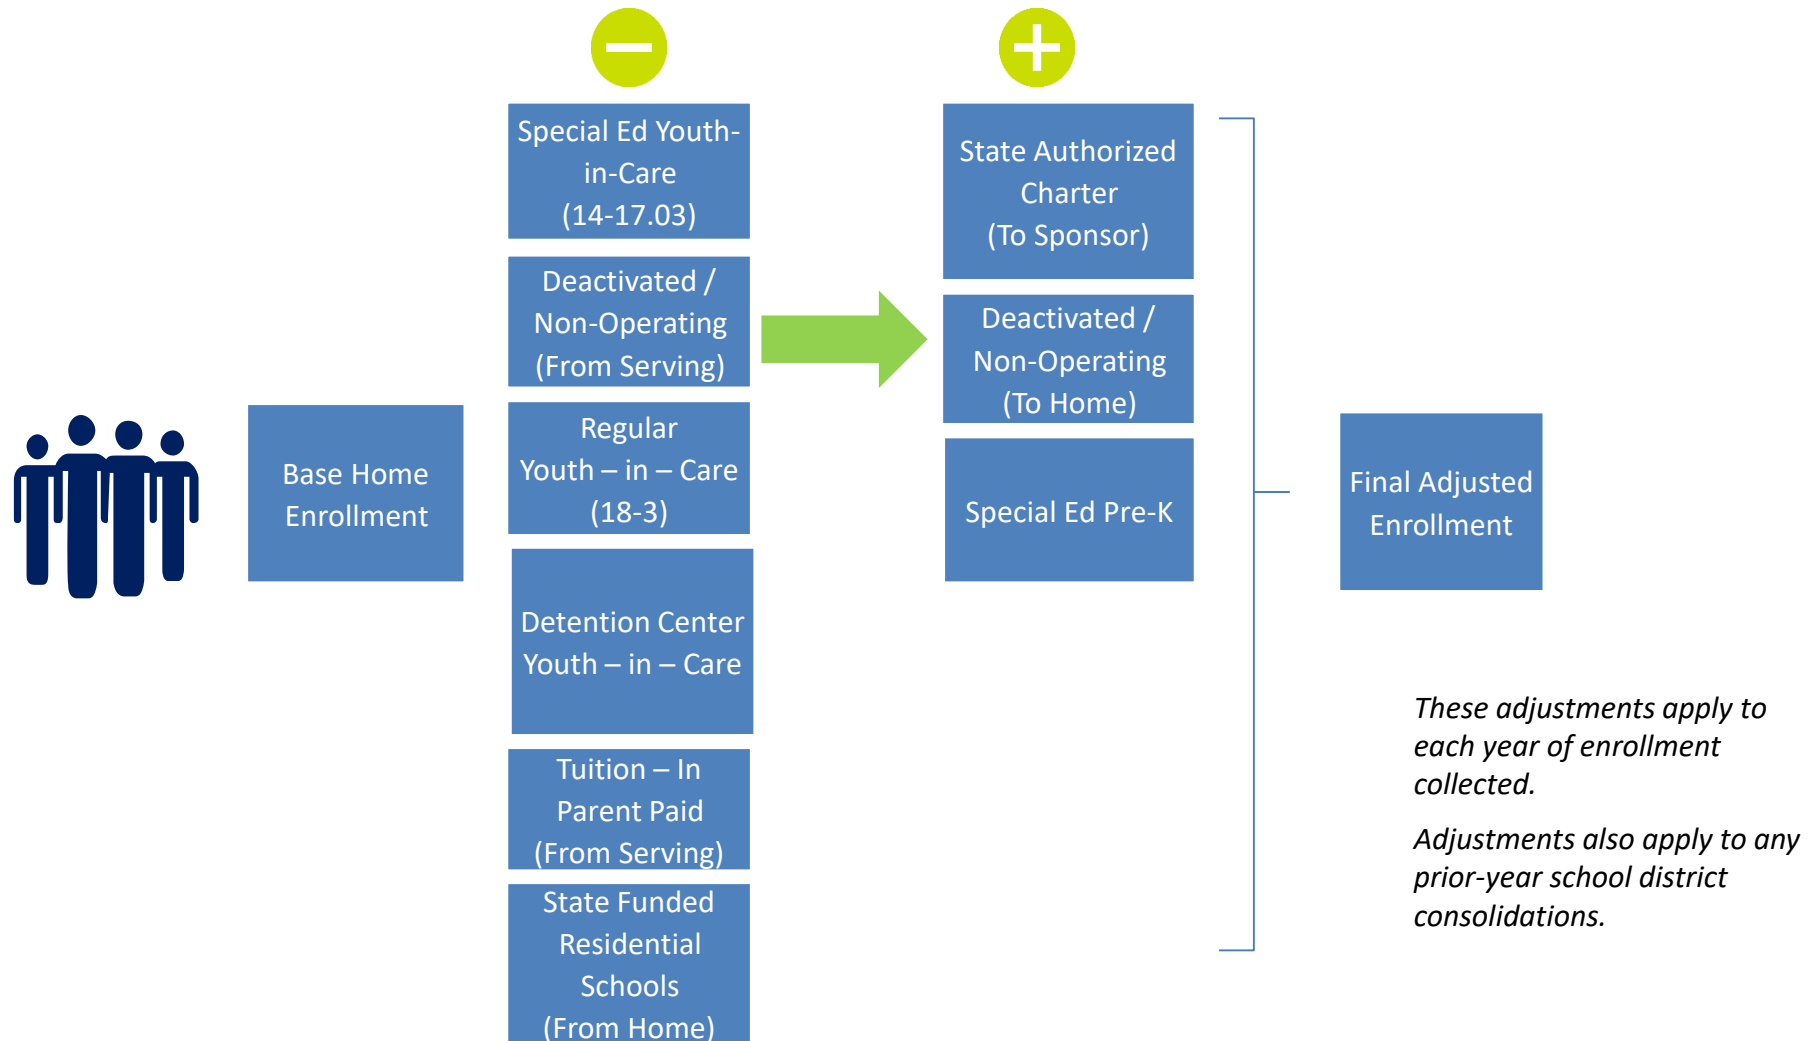 Base Home
Enrollment
Special Ed Youth-
in-Care
(14-17.03)
Deactivated /
Non-Operating
(From Serving)
Regular
Youth – in – Care
(18-3)
Detention Center
Youth – in – Care
Tuition – In
Parent Paid
(From Serving)
State Funded
Residential
Schools
(From Home)
State Authorized
Charter
(To Sponsor)
Deactivated /
Non-Operating
(To Home)
Special Ed Pre-K
Final Adjusted
Enrollment
These adjustments apply to
each year of enrollment
collected.
Adjustments also apply to any
prior-year school district
consolidations.